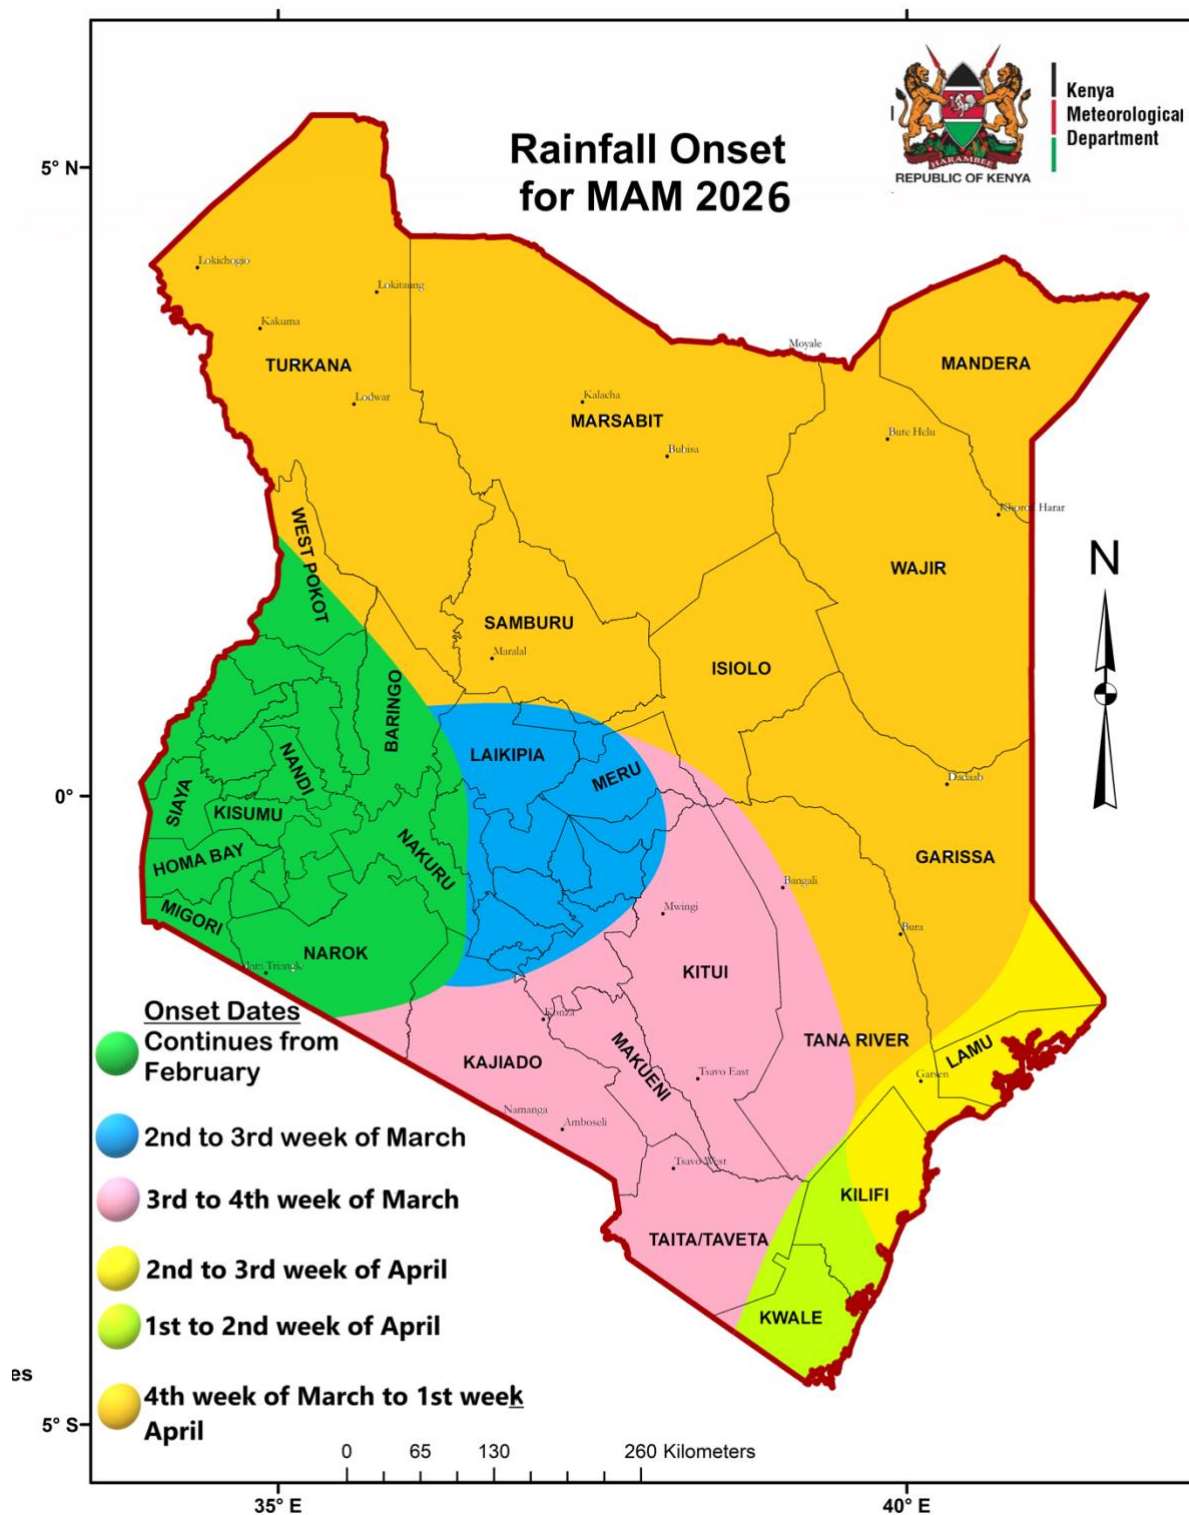 Rainfall Onset
for MAM 2026
HARAMBEE
REPUBLIC OF KENYA
Kenya
Meteorological
Department
5° N
0°
5° S
Lokichogio
Lokitaung
Kakuma
TURKANA
Lodwar
Moyale
MANDERA
Kalacha
MARSABIT
Bubisa
Bute Helu
Khorof Harar
WEST POKOT
WAJIR
SAMBURU
Maralal
ISIOLO
BARINGO
LAIKIPIA
MERU
NANDI
SIAYA
KISUMU
Dadaab
HOMA BAY
NAKURU
GARISSA
Bangali
MIGORI
Mwingi
Bura
NAROK
Mara Triangle
KITUI
Konza
TANA RIVER
LAMU
KAJIADO
MAKUENI
Tsavo East
Garsen
Namanga
Amboseli
Tsavo West
KILIFI
TAITA/TAVETA
KWALE
N
Onset Dates
Continues from
February
2nd to 3rd week of March
3rd to 4th week of March
2nd to 3rd week of April
1st to 2nd week of April
es
4th week of March to 1st week
April
0 65 130 260 Kilometers
35° E 40° E